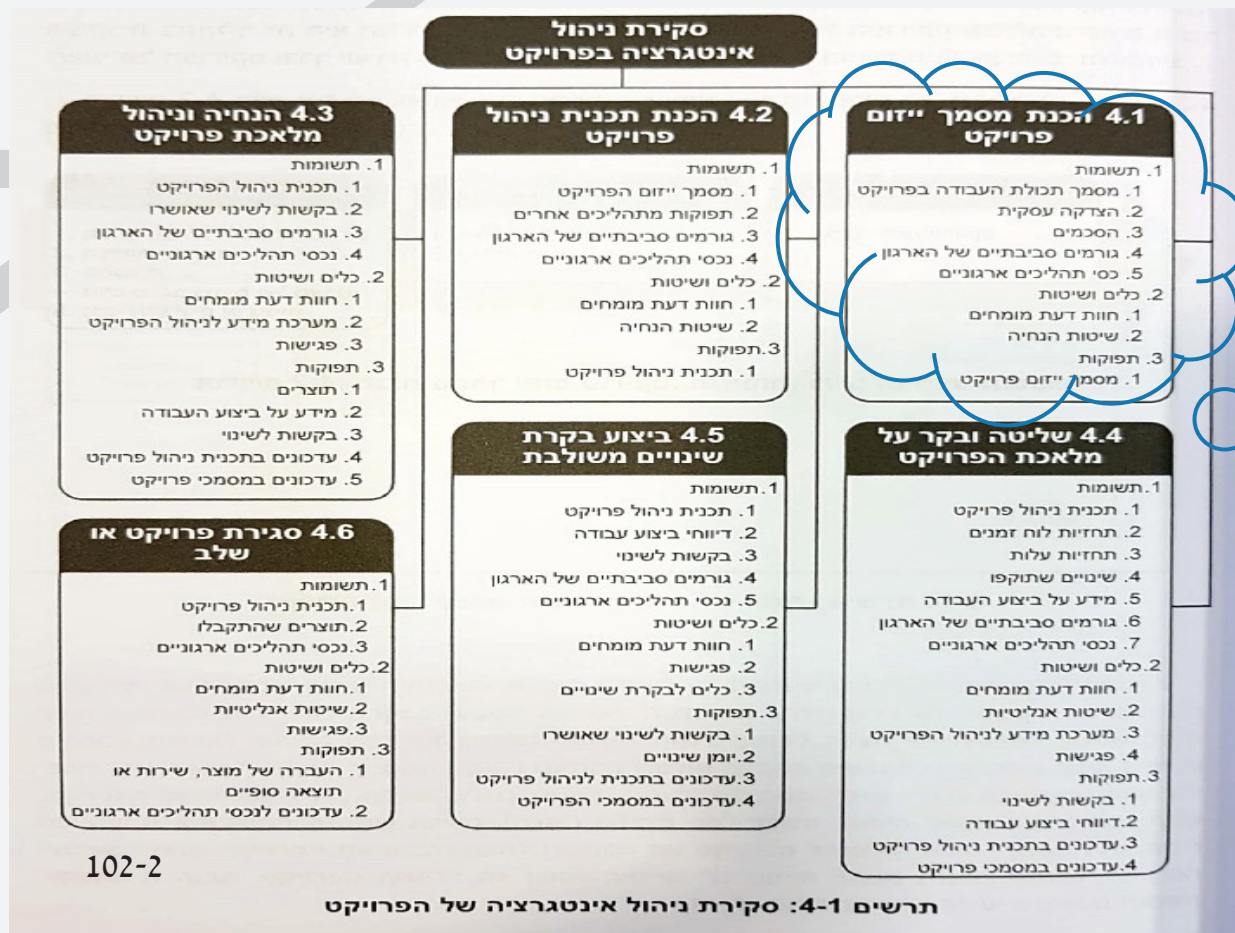 סקירת ניהול
אינטגרציה בפרויקט
4.1 הכנת מסמך ייזום
פרויקט
1. תשומות
1. מסמך תכולת העבודה בפרויקט
2. הצדקה עסקית
3. הסכמים
4. גורמים סביבתיים של הארגון
5. כסי תהליכים ארגוניים
2. כלים ושיטות
1. חוות דעת מומחים
2. שיטות הנחיה
3. תפוקות
1. מסמך ייזום פרויקט
4.2 הכנת תכנית ניהול
פרויקט
1. תשומות
1. מסמך ייזום הפרויקט
2. תפוקות מתהליכים אחרים
3. גורמים סביבתיים של הארגון
4. נכסי תהליכים ארגוניים
2. כלים ושיטות
1. חוות דעת מומחים
2. שיטות הנחיה
3.תפוקות
1. תכנית ניהול פרויקט
4.3 הנחיה וניהול
מלאכת פרויקט
1. תשומות
1. תכנית ניהול הפרויקט
2. בקשות לשינוי שאושרו
3. גורמים סביבתיים של הארגון
4. נכסי תהליכים ארגוניים
2. כלים ושיטות
1. חוות דעת מומחים
2. מערכת מידע לניהול הפרויקט
3. פגישות
3. תפוקות
1. תוצרים
2. מידע על ביצוע העבודה
3. בקשות לשינוי
4. עדכונים בתכנית ניהול פרויקט
5. עדכונים במסמכי פרויקט
4.4 שליטה ובקר על
מלאכת הפרויקט
1.תשומות
1. תכנית ניהול פרויקט
2. תחזיות לוח זמנים
3. תחזיות עלות
4. שינויים שתוקפו
5. מידע על ביצוע העבודה
6. גורמים סביבתיים של הארגון
7. נכסי תהליכים ארגוניים
2.כלים ושיטות
1. חוות דעת מומחים
2. שיטות אנליטיות
3. מערכת מידע לניהול הפרויקט
4. פגישות
3.תפוקות
1. בקשות לשינוי
2.דיווחי ביצוע עבודה
3.עדכונים בתכנית ניהול פרויקט
4.עדכונים במסמכי פרויקט
4.5 ביצוע בקרת
שינויים משולבת
1.תשומות
1. תכנית ניהול פרויקט
2. דיווחי ביצוע עבודה
3. בקשות לשינוי
4. גורמים סביבתיים של הארגון
5. נכסי תהליכים ארגוניים
2.כלים ושיטות
1. חוות דעת מומחים
2. פגישות
3. כלים לבקרת שינויים
3.תפוקות
1. בקשות לשינוי שאושרו
2.יומן שינויים
3.עדכונים בתכנית לניהול פרויקט
4.עדכונים במסמכי הפרויקט
4.6 סגירת פרויקט או
שלב
1.תשומות
1.תכנית ניהול פרויקט
2.תוצרים שהתקבלו
3.נכסי תהליכים ארגוניים
2.כלים ושיטות
1.חוות דעת מומחים
2.שיטות אנליטיות
3.פגישות
3. תפוקות
1. העברה של מוצר, שירות או
תוצאה סופיים
2. עדכונים לנכסי תהליכים ארגוניים
102-2
תרשים 4-1: סקירת ניהול אינטגרציה של הפרויקט